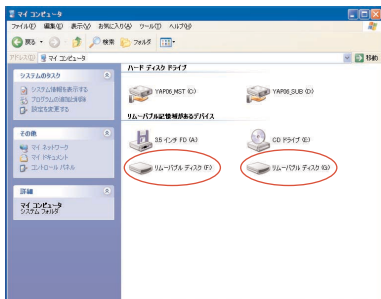 マイ コンピュータ
ファイル(F) 編集(E) 表示(V) お気に入り(A) ツール(T) ヘルプ(H)
戻る 検索 フォルダ
アドレス(D) マイ コンピュータ 移動
システムのタスク
システム情報を表示する
プログラムの追加と削除
設定を変更する
その他
マイ ネットワーク
マイ ドキュメント
コントロール パネル
詳細
マイ コンピュータ
システム フォルダ
ハード ディスク ドライブ
YAP06_MST (C)
YAP06_SUB (D)
リムーバブル記憶域があるデバイス
3.5 インチ FD (A)
CD ドライブ (E)
リムーバブル ディスク (F)
リムーバブル ディスク (G)